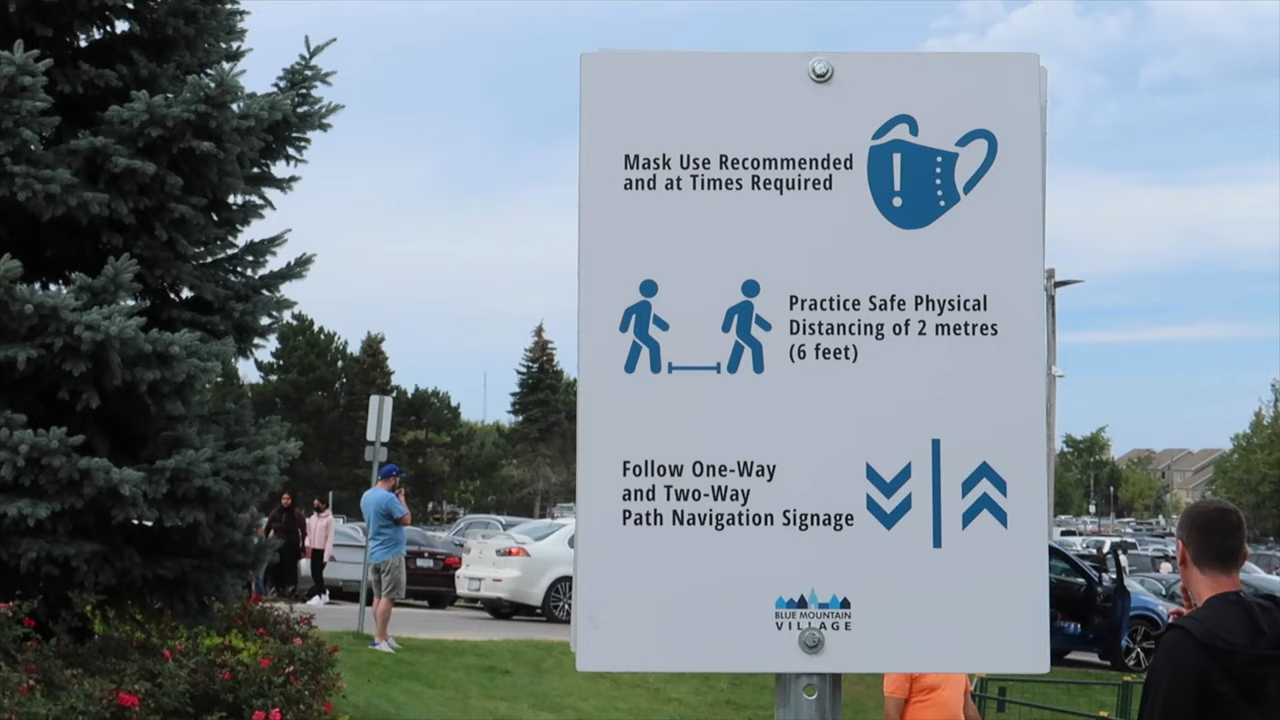 Mask Use Recommended
and at Times Required
!
Practice Safe Physical
Distancing of 2 metres
(6 feet)
Follow One-Way
and Two-Way
Path Navigation Signage
BLUE MOUNTAIN
VILLAGE